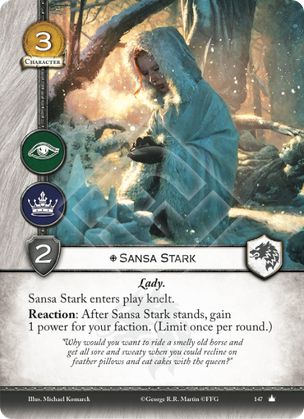 3
CHARACTER
2
SANSA STARK
Lady.
Sansa Stark enters play knelt.
Reaction: After Sansa Stark stands, gain
1 power for your faction. (Limit once per round.)
"Why would you want to ride a smelly old horse and
get all sore and sweaty when you could recline on
feather pillows and eat cakes with the queen?"
Illus. Michael Komarck ©George R.R. Martin ©FFG 147